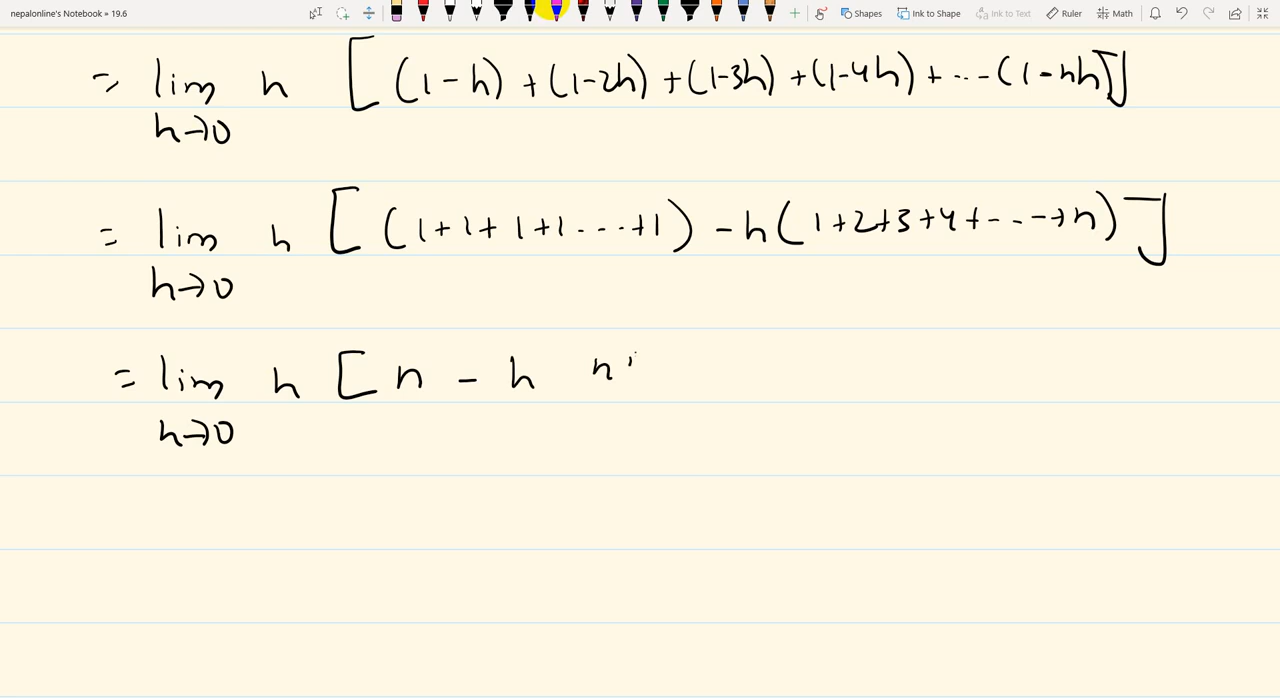 nepalonline's Notebook » 19.6 Shapes Ink to Shape Ink to Text Ruler Math
= lim h [ (1-h) + (1-2h) + (1-3h) + (1-4h) + ... - (1-nh) ]
h→0
= lim h [ (1+1+1+1.....+1) - h(1+2+3+4+-..-+n) ]
h→0
= lim h [ n - h n
h→0